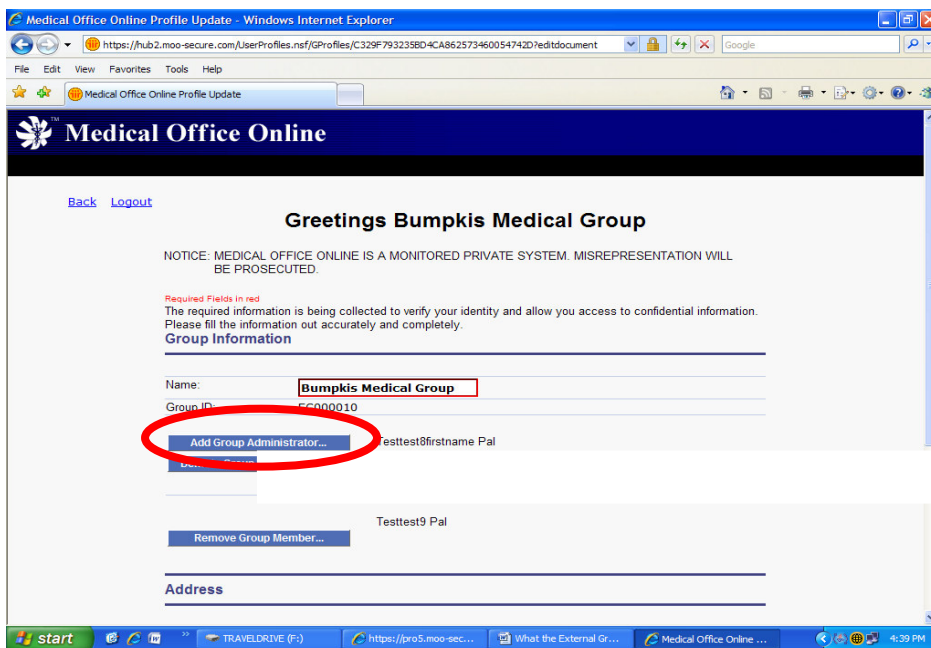 Medical Office Online Profile Update - Windows Internet Explorer
https://hub2.moo-secure.com/UserProfiles.nsf/GProfiles/C329F793235BD4CA862573460054742D?editdocument
Google
File Edit View Favorites Tools Help
Medical Office Online Profile Update
Medical Office Online
TM
Back Logout
Greetings Bumpkis Medical Group
NOTICE: MEDICAL OFFICE ONLINE IS A MONITORED PRIVATE SYSTEM. MISREPRESENTATION WILL
BE PROSECUTED.
Required Fields in red
The required information is being collected to verify your identity and allow you access to confidential information.
Please fill the information out accurately and completely.
Group Information
Name: Bumpkis Medical Group
Group ID: 000010
Add Group Administrator... Testtest8firstname Pal
Testtest9 Pal
Remove Group Member...
Address
start TRAVELDRIVE (F:) https://pro5.moo-sec... What the External Gr... Medical Office Online ... 4:39 PM